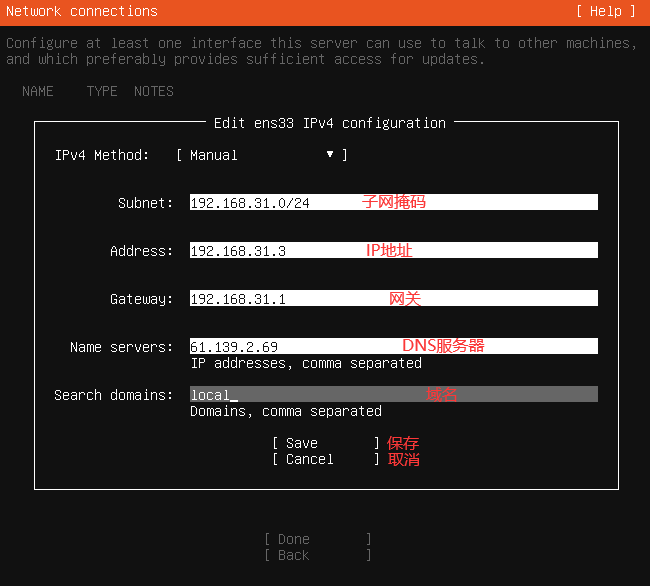 Network connections [ Help ]
Configure at least one interface this server can use to talk to other machines,
and which preferably provides sufficient access for updates.
NAME TYPE NOTES
Edit ens33 IPv4 configuration
IPv4 Method: [ Manual ▼ ]
Subnet: 192.168.31.0/24 子网掩码
Address: 192.168.31.3 IP地址
Gateway: 192.168.31.1 网关
Name servers: 61.139.2.69 DNS服务器
IP addresses, comma separated
Search domains: local_ 域名
Domains, comma separated
[ Save ] 保存
[ Cancel ] 取消
[ Done ]
[ Back ]